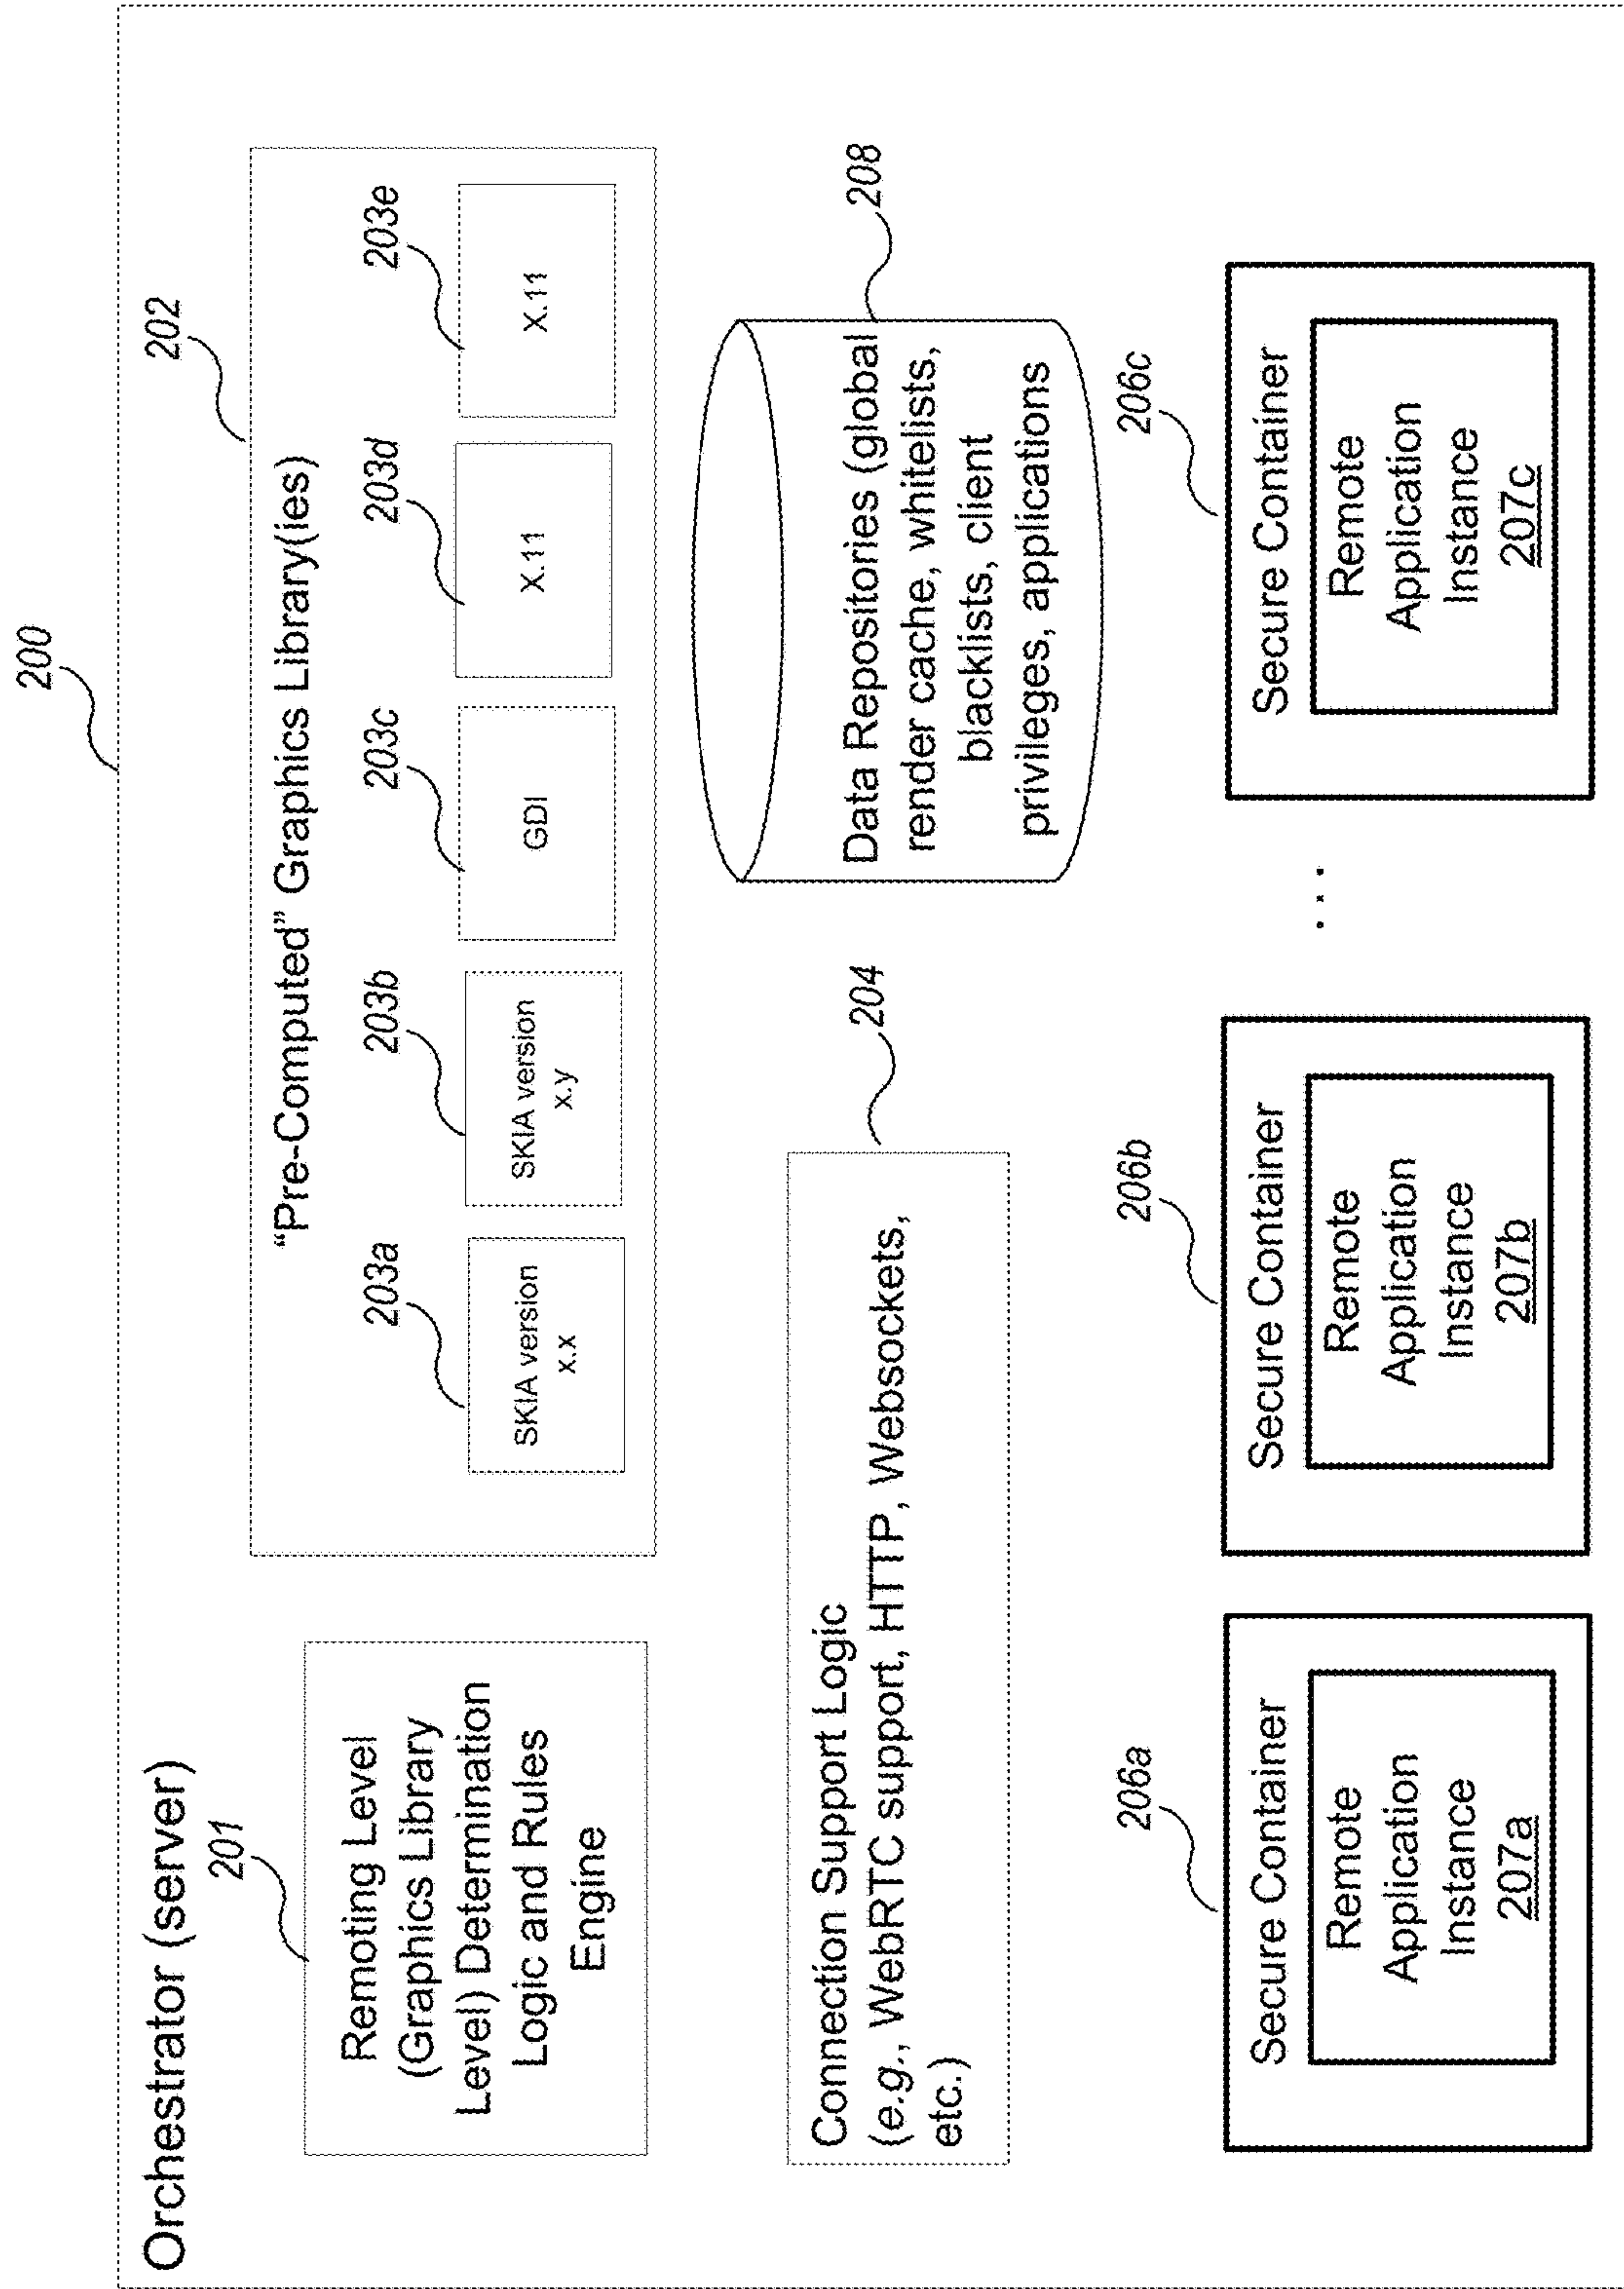 200
Orchestrator (server)
201
Remoting Level
(Graphics Library
Level) Determination
Logic and Rules
Engine
202
“Pre-Computed” Graphics Library(ies)
203a
SKIA version
x.x
203b
SKIA version
x.y
203c
GDI
203d
X.11
203e
X.11
204
Connection Support Logic
(e.g., WebRTC support, HTTP, Websockets,
etc.)
208
Data Repositories (global
render cache, whitelists,
blacklists, client
privileges, applications
206a
Secure Container
Remote
Application
Instance
207a
206b
Secure Container
Remote
Application
Instance
207b
. . .
206c
Secure Container
Remote
Application
Instance
207c